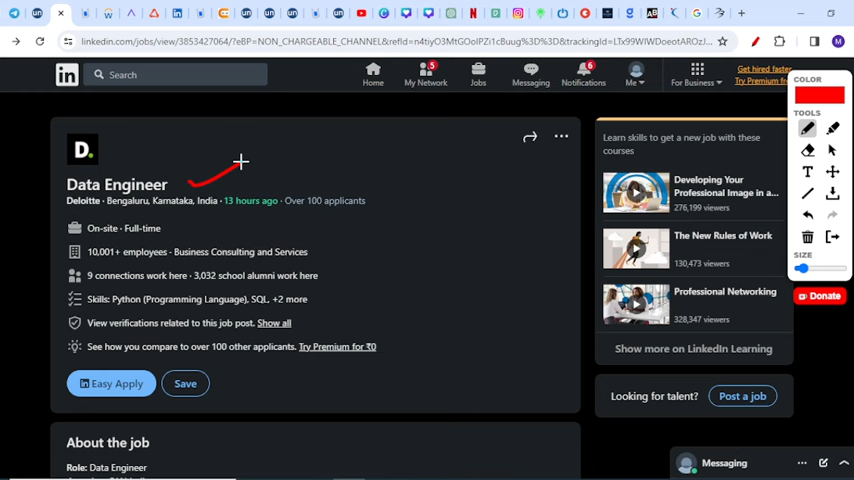 linkedin.com/jobs/view/3853427064/?eBP=NON_CHARGEABLE_CHANNEL&refId=n4tiyO3MtGOoIPZi1cBuug%3D%3D&trackingId=LTx99WIWDoeotAROzJ...
M
in
Search
Home
5
My Network
Jobs
Messaging
6
Notifications
Me
For Business
Get hired faster
Try Premium for
D.
Data Engineer
Deloitte · Bengaluru, Karnataka, India · 13 hours ago · Over 100 applicants
On-site · Full-time
10,001+ employees · Business Consulting and Services
9 connections work here · 3,032 school alumni work here
Skills: Python (Programming Language), SQL, +2 more
View verifications related to this job post. Show all
See how you compare to over 100 other applicants. Try Premium for ₹0
in Easy Apply
Save
About the job
Role: Data Engineer
Learn skills to get a new job with these
courses
Developing Your
Professional Image in a...
276,199 viewers
The New Rules of Work
130,473 viewers
Professional Networking
328,347 viewers
Show more on LinkedIn Learning
Looking for talent?
Post a job
Messaging
COLOR
TOOLS
T
SIZE
Donate